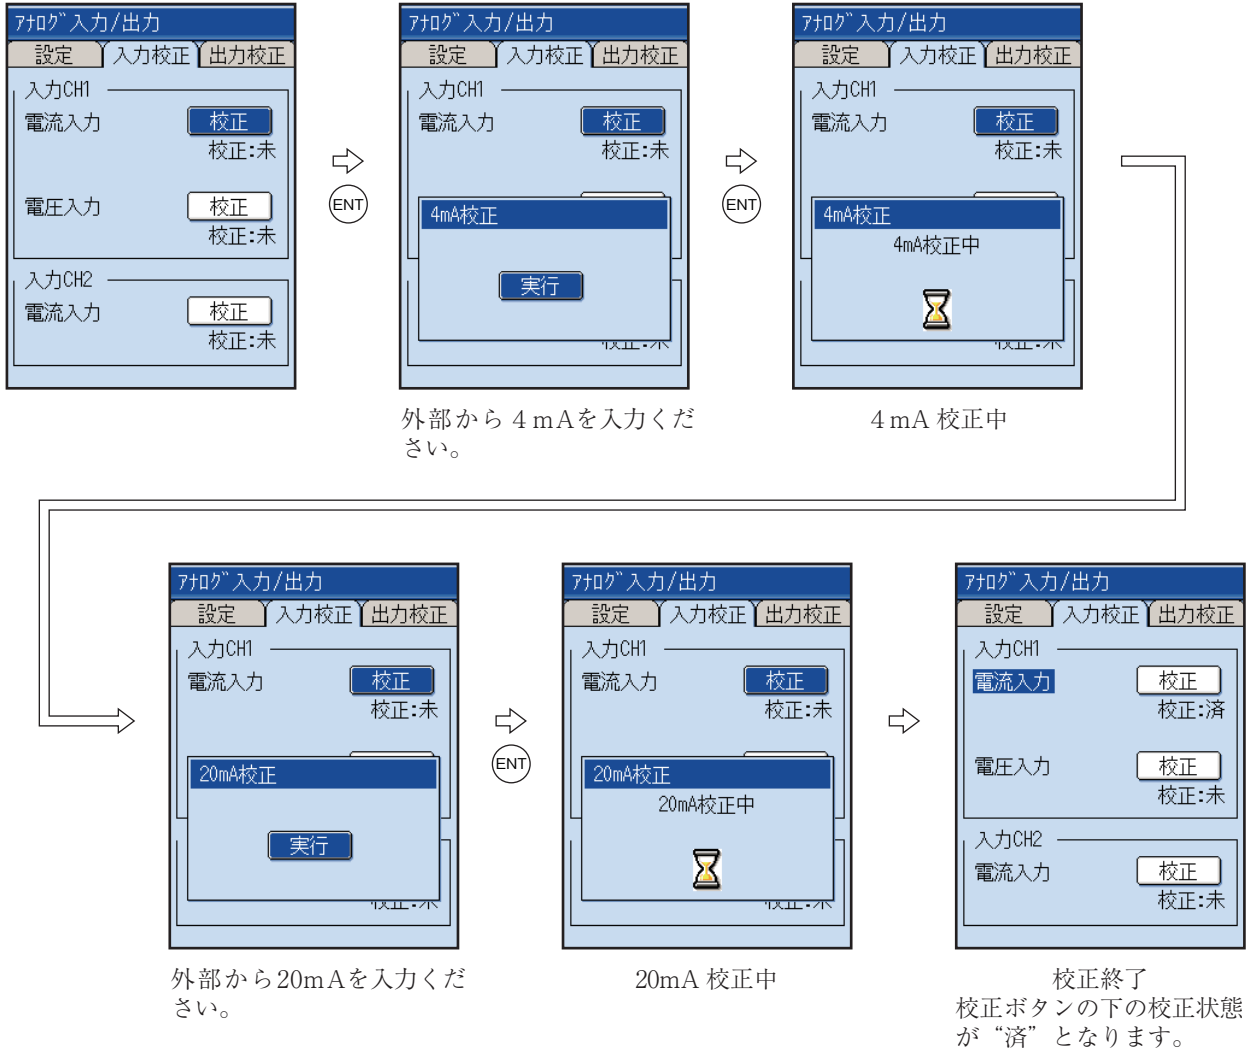 ｱﾅﾛｸﾞ入力/出力
設定 入力校正 出力校正
入力CH1
電流入力 校正
校正:未
電圧入力 校正
校正:未
入力CH2
電流入力 校正
校正:未
ENT
ｱﾅﾛｸﾞ入力/出力
設定 入力校正 出力校正
入力CH1
電流入力 校正
校正:未
4mA校正
実行
校正:未
外部から４mAを入力くだ
さい。
ENT
ｱﾅﾛｸﾞ入力/出力
設定 入力校正 出力校正
入力CH1
電流入力 校正
校正:未
4mA校正
4mA校正中
校正:未
４mA 校正中
ｱﾅﾛｸﾞ入力/出力
設定 入力校正 出力校正
入力CH1
電流入力 校正
校正:未
20mA校正
実行
校正:未
外部から20mAを入力くだ
さい。
ENT
ｱﾅﾛｸﾞ入力/出力
設定 入力校正 出力校正
入力CH1
電流入力 校正
校正:未
20mA校正
20mA校正中
校正:未
20mA 校正中
ｱﾅﾛｸﾞ入力/出力
設定 入力校正 出力校正
入力CH1
電流入力 校正
校正:済
電圧入力 校正
校正:未
入力CH2
電流入力 校正
校正:未
校正終了
校正ボタンの下の校正状態
が“済”となります。